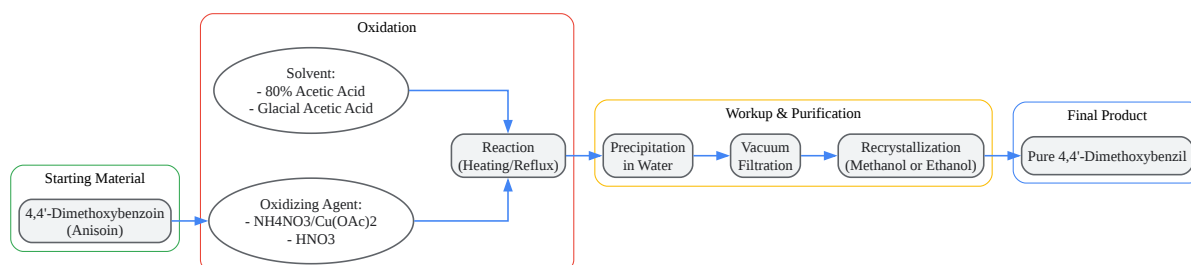 Oxidation
Solvent:
- 80% Acetic Acid
- Glacial Acetic Acid
Workup & Purification
Final Product
Reaction
(Heating/Reflux)
Precipitation
in Water
Vacuum
Filtration
Recrystallization
(Methanol or Ethanol)
Pure 4,4'-Dimethoxybenzil
Starting Material
4,4'-Dimethoxybenzoin
(Anisoin)
Oxidizing Agent:
- NH4NO3/Cu(OAc)2
- HNO3